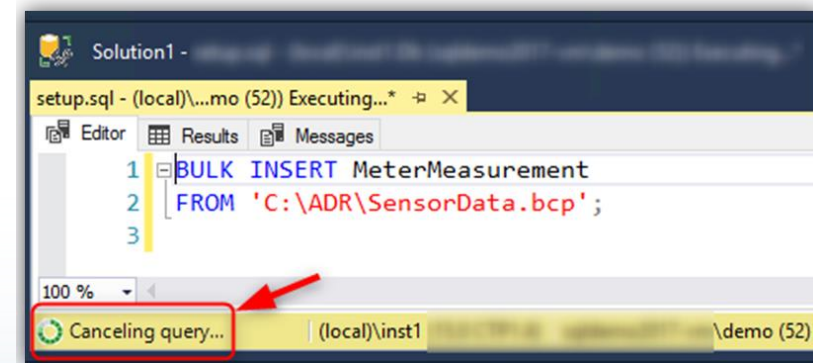 Solution1 -
setup.sql - (local)\...mo (52)) Executing...*
Editor Results Messages
1 BULK INSERT MeterMeasurement
2 FROM 'C:\ADR\SensorData.bcp';
3
100 %
Canceling query... (local)\inst1 \demo (52)